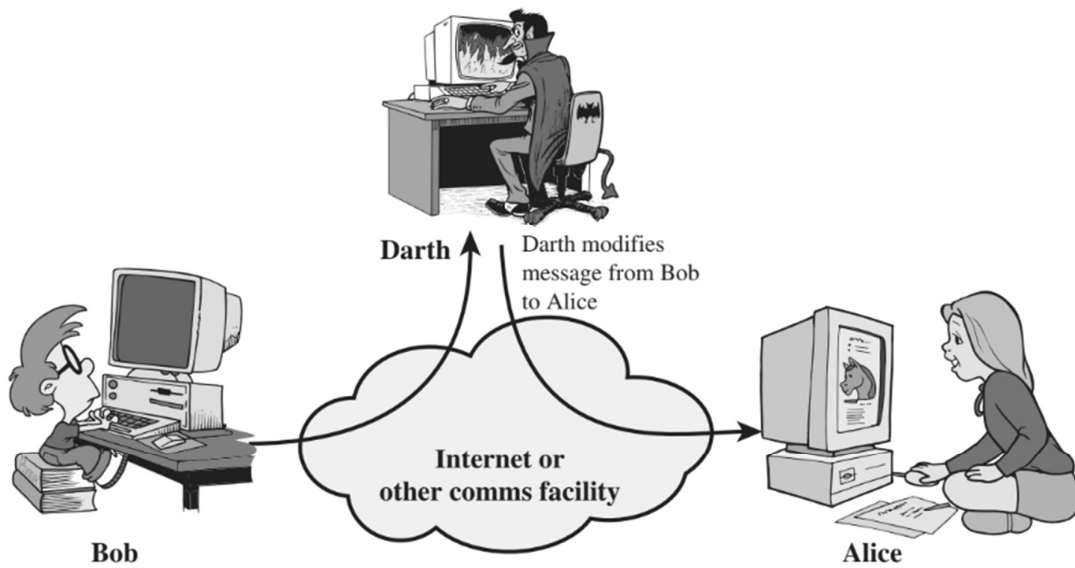 Darth
Darth modifies
message from Bob
to Alice
Internet or
other comms facility
Bob
Alice